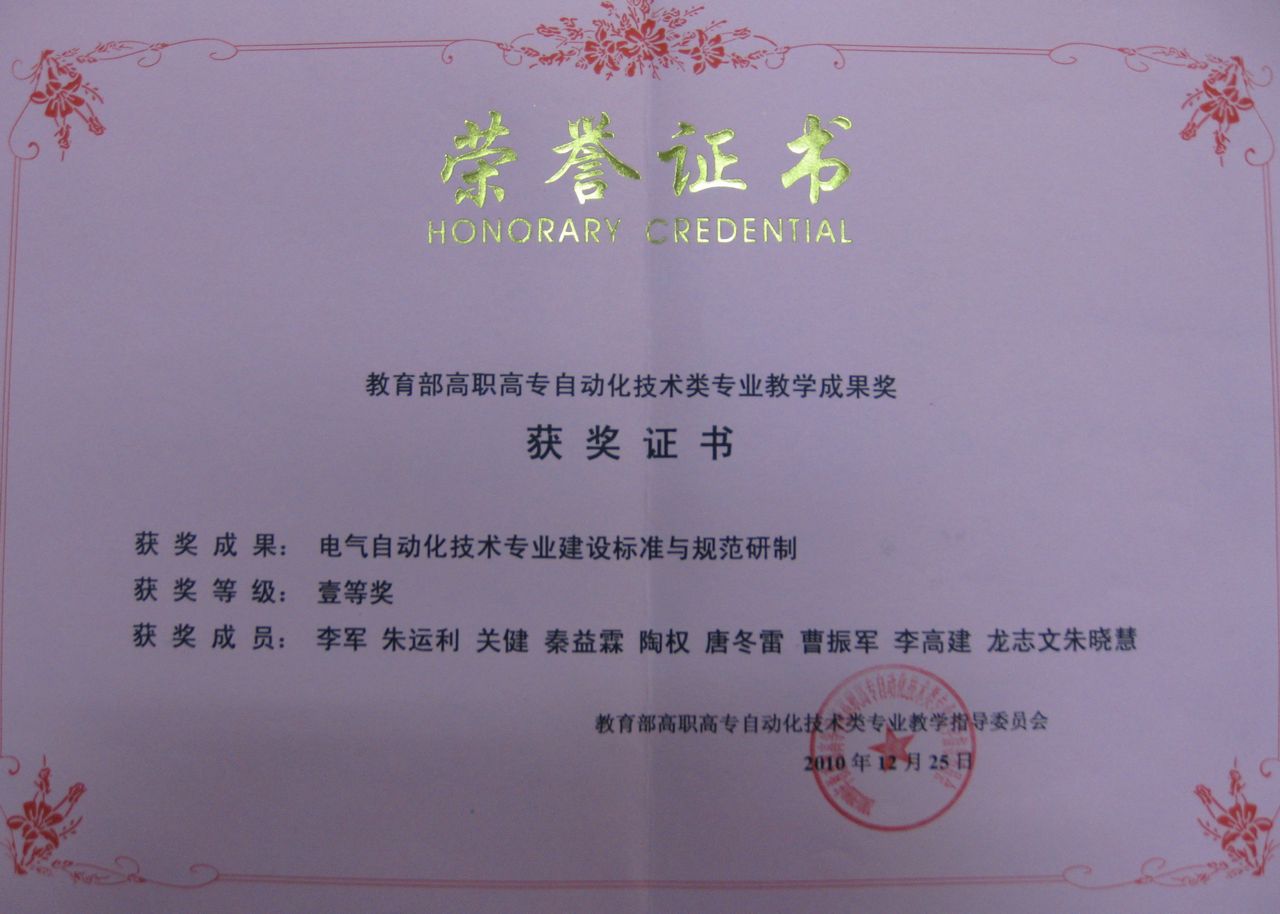 荣誉证书
HONORARY CREDENTIAL
教育部高职高专自动化技术类专业教学成果奖
获奖证书
获奖成果： 电气自动化技术专业建设标准与规范研制
获奖等级： 壹等奖
获奖成员： 李军 朱运利 关健 秦益霖 陶权 唐冬雷 曹振军 李高建 龙志文朱晓慧
教育部高职高专自动化技术类专业教学指导委员会
2010年12月25日